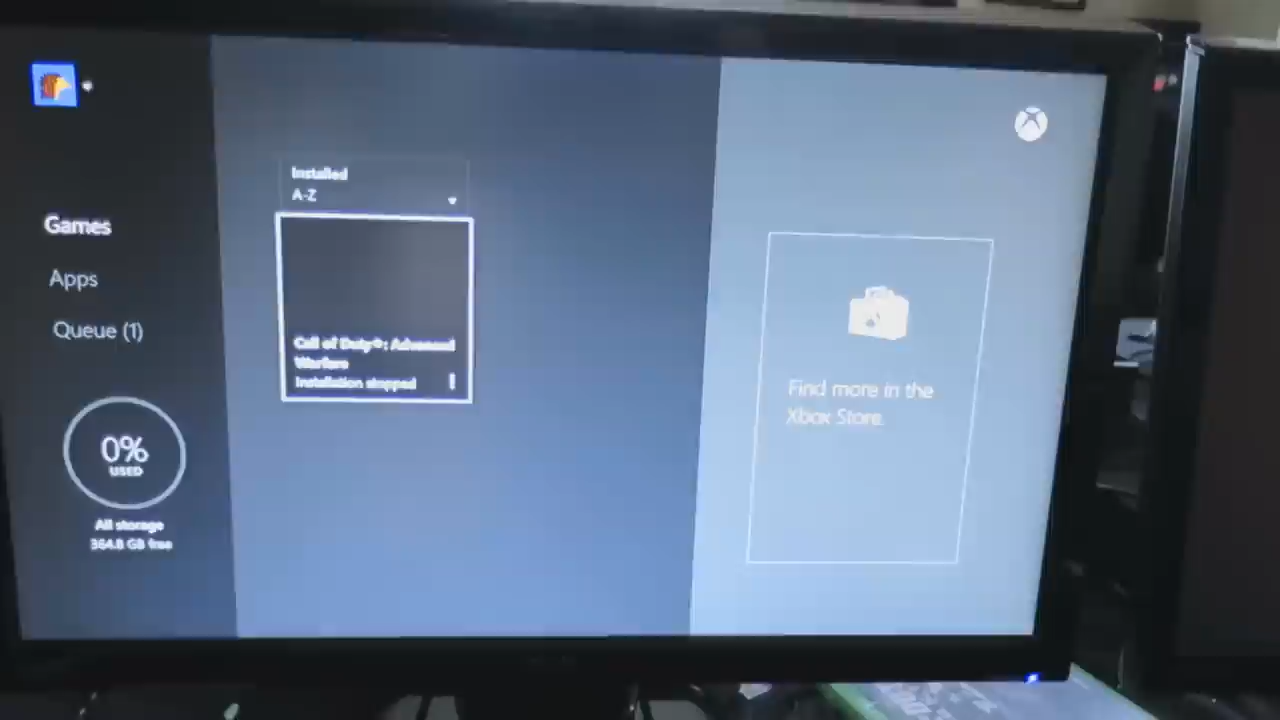 Installed
A-Z
Games
Apps
Queue (1)
Call of Duty®: Advanced
Warfare
Installation stopped
!
0%
USED
All storage
364.8 GB free
Find more in the
Xbox Store.